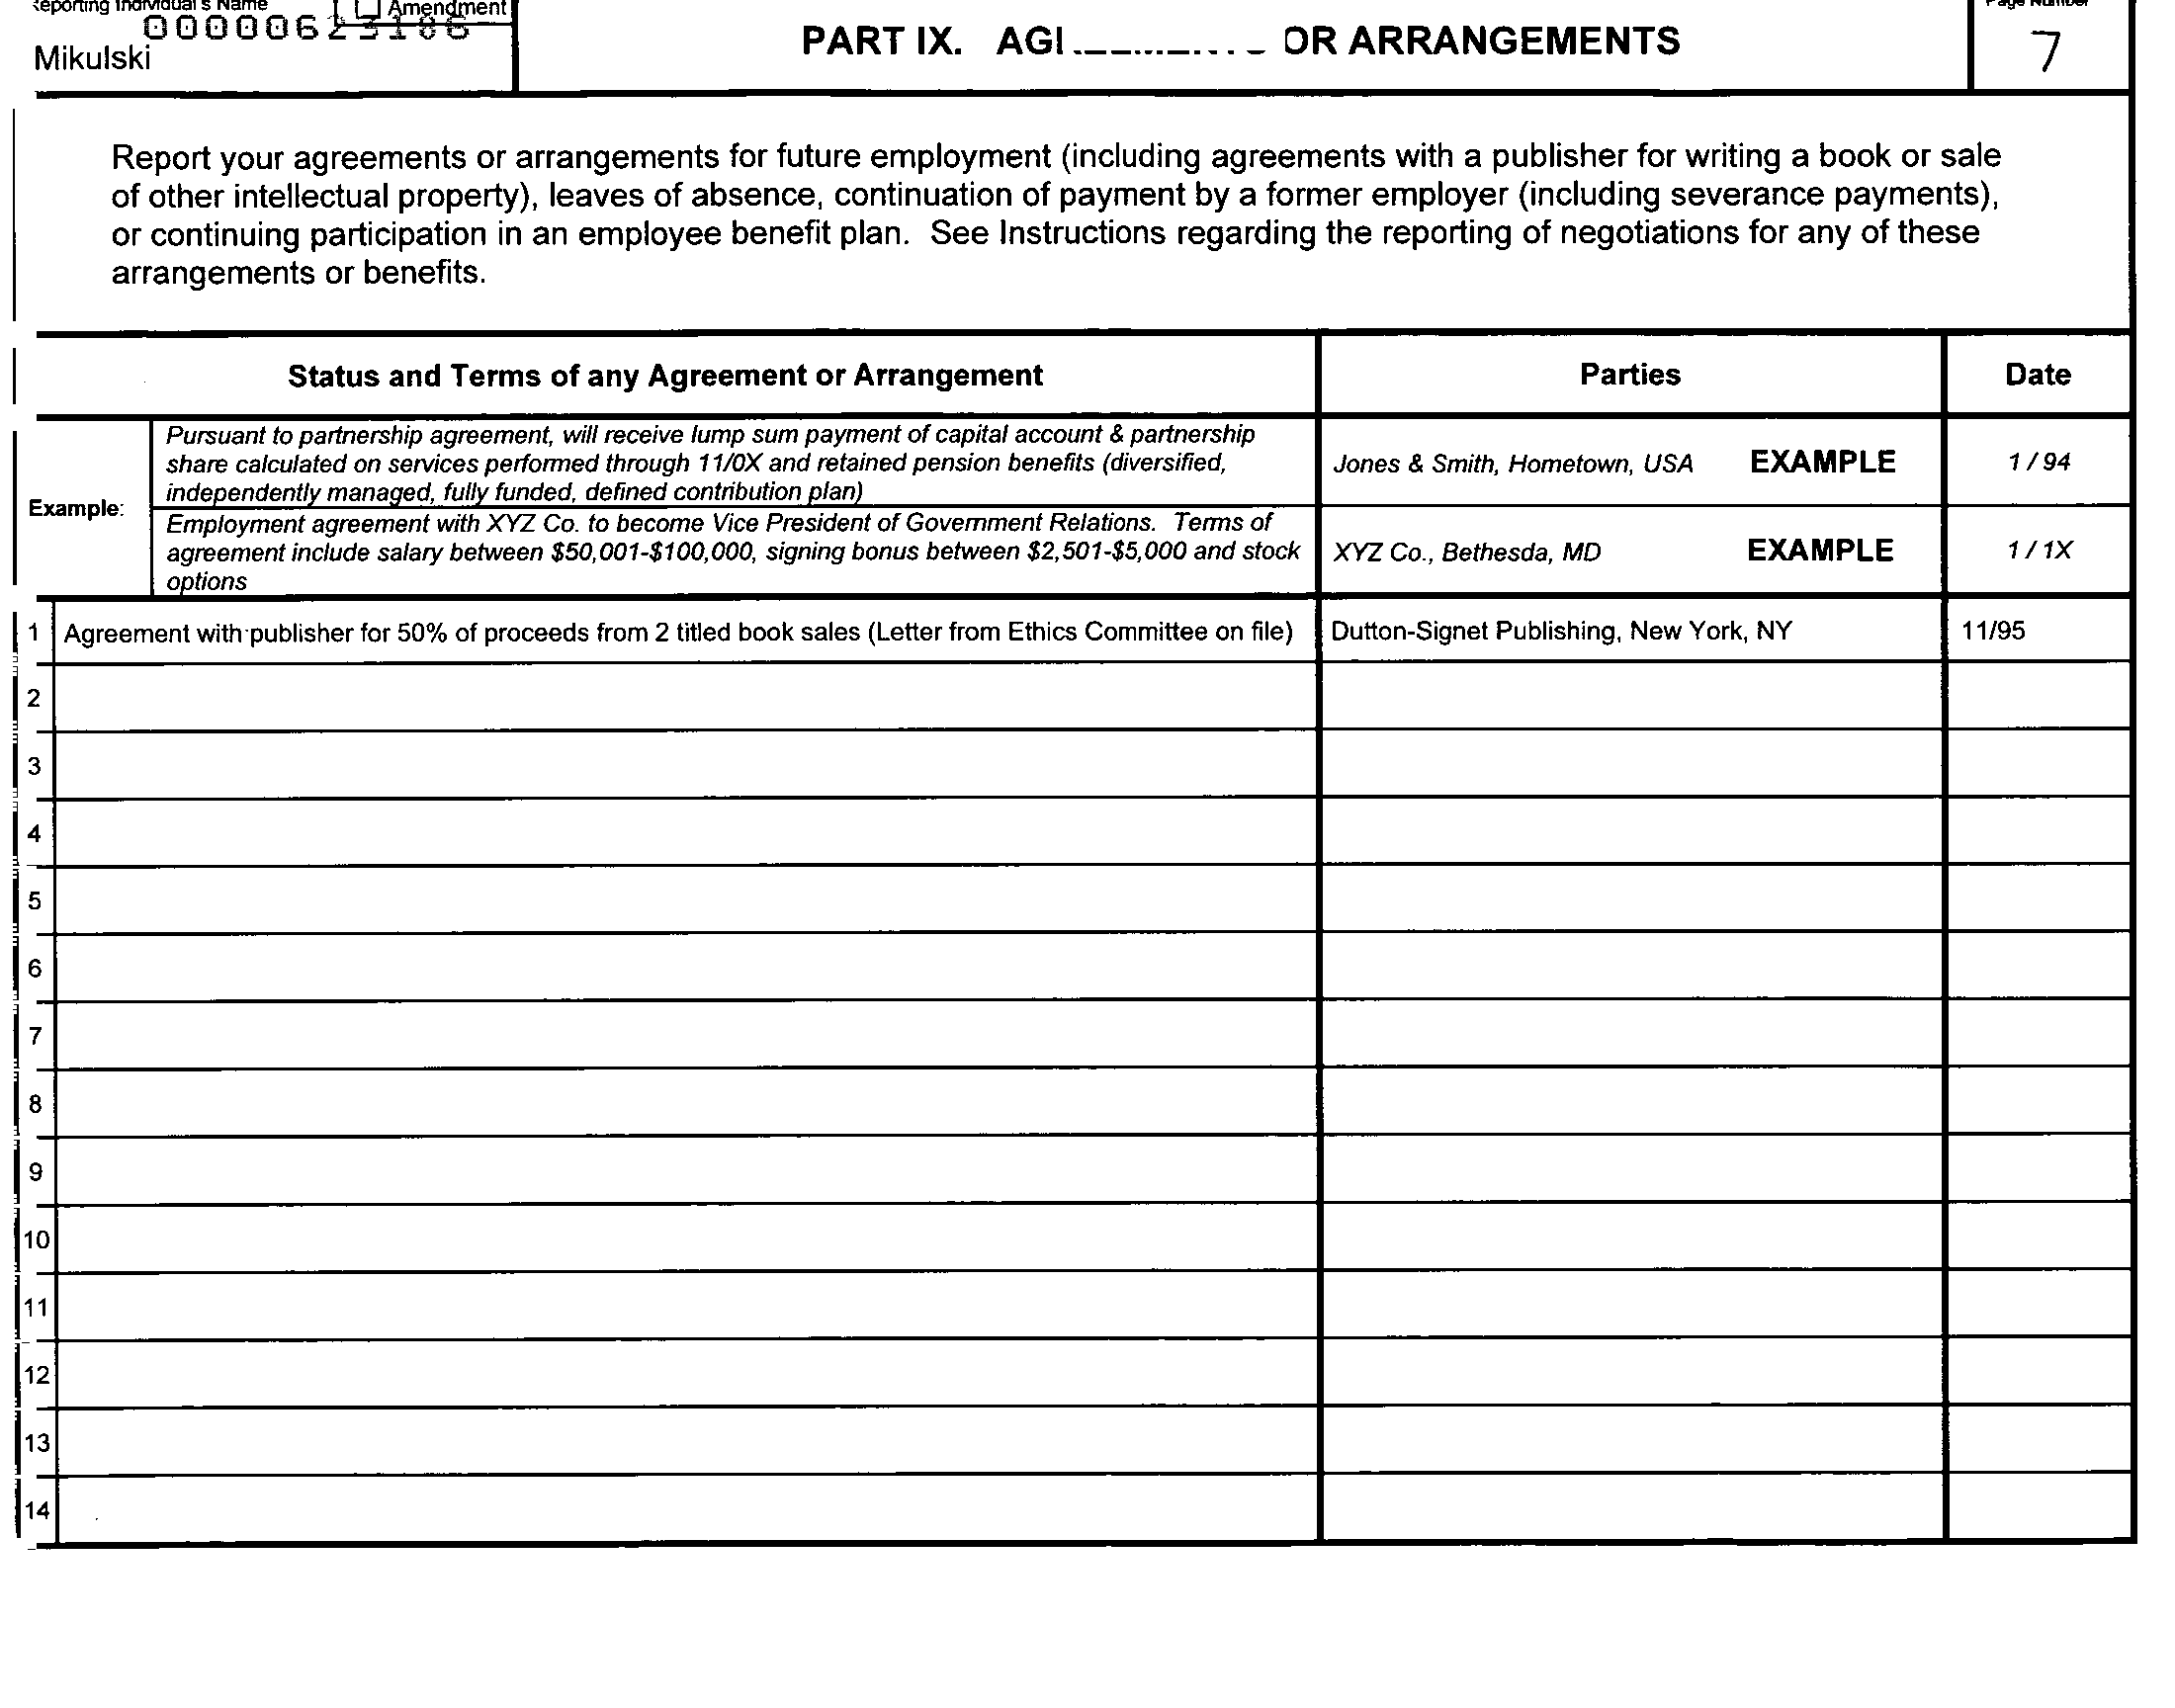 Reporting Individual's Name
Amendment
Page Number
Mikulski
PART IX. OR ARRANGEMENTS
7
Report your agreements or arrangements for future employment (including agreements with a publisher for writing a book or sale
of other intellectual property), leaves of absence, continuation of payment by a former employer (including severance payments),
or continuing participation in an employee benefit plan. See Instructions regarding the reporting of negotiations for any of these
arrangements or benefits.
Status and Terms of any Agreement or Arrangement Parties Date
Example:
Pursuant to partnership agreement, will receive lump sum payment of capital account & partnership
share calculated on services performed through 11/0X and retained pension benefits (diversified,
independently managed, fully funded, defined contribution plan)
Jones & Smith, Hometown, USA EXAMPLE 1 / 94
Employment agreement with XYZ Co. to become Vice President of Government Relations. Terms of
agreement include salary between $50,001-$100,000, signing bonus between $2,501-$5,000 and stock
options
XYZ Co., Bethesda, MD EXAMPLE 1 / 1X
1 Agreement with publisher for 50% of proceeds from 2 titled book sales (Letter from Ethics Committee on file) Dutton-Signet Publishing, New York, NY 11/95
2
3
4
5
6
7
8
9
10
11
12
13
14